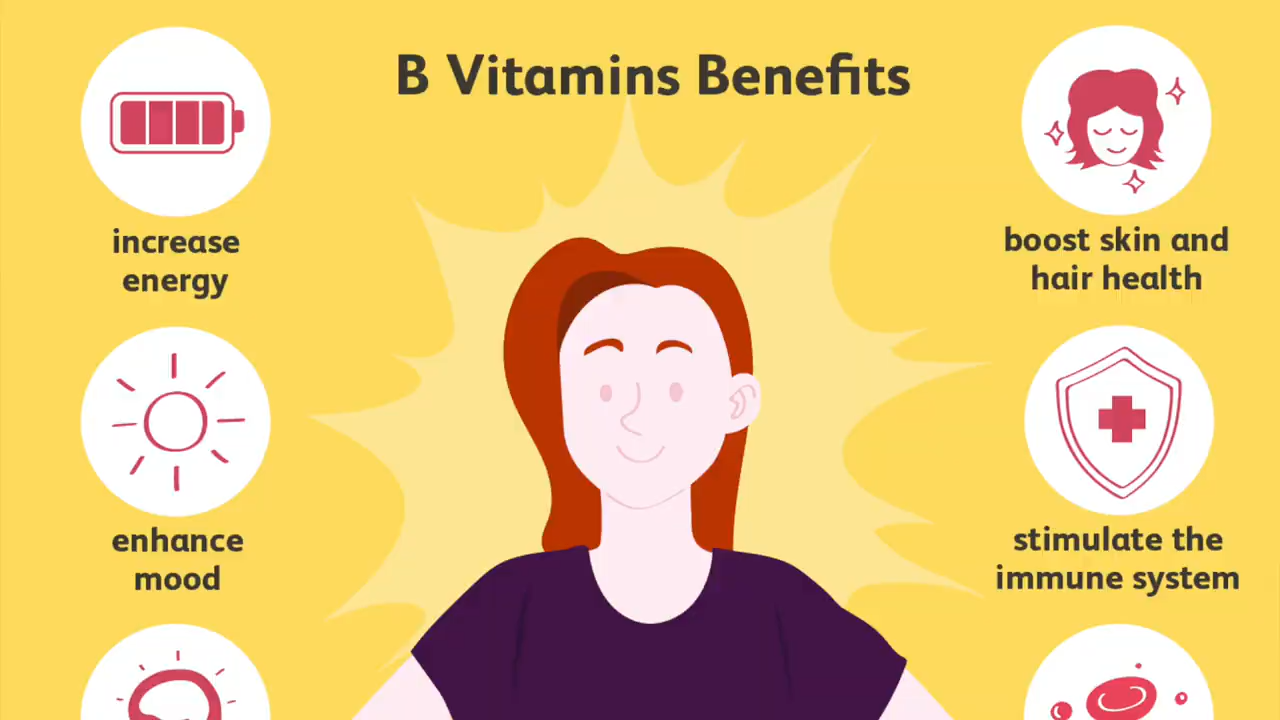 B Vitamins Benefits
increase
energy
boost skin and
hair health
enhance
mood
stimulate the
immune system